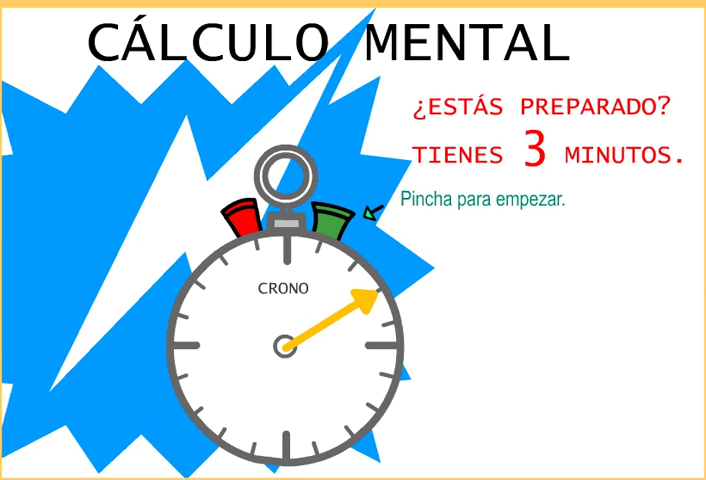 CÁLCULO MENTAL
¿ESTÁS PREPARADO?
TIENES 3 MINUTOS.
Pincha para empezar.
CRONO